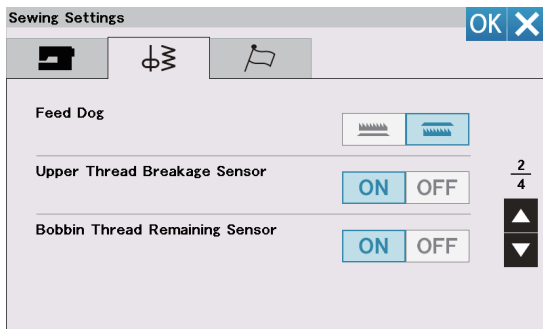 Sewing Settings
OK
Feed Dog
Upper Thread Breakage Sensor
ON OFF
2
4
Bobbin Thread Remaining Sensor
ON OFF